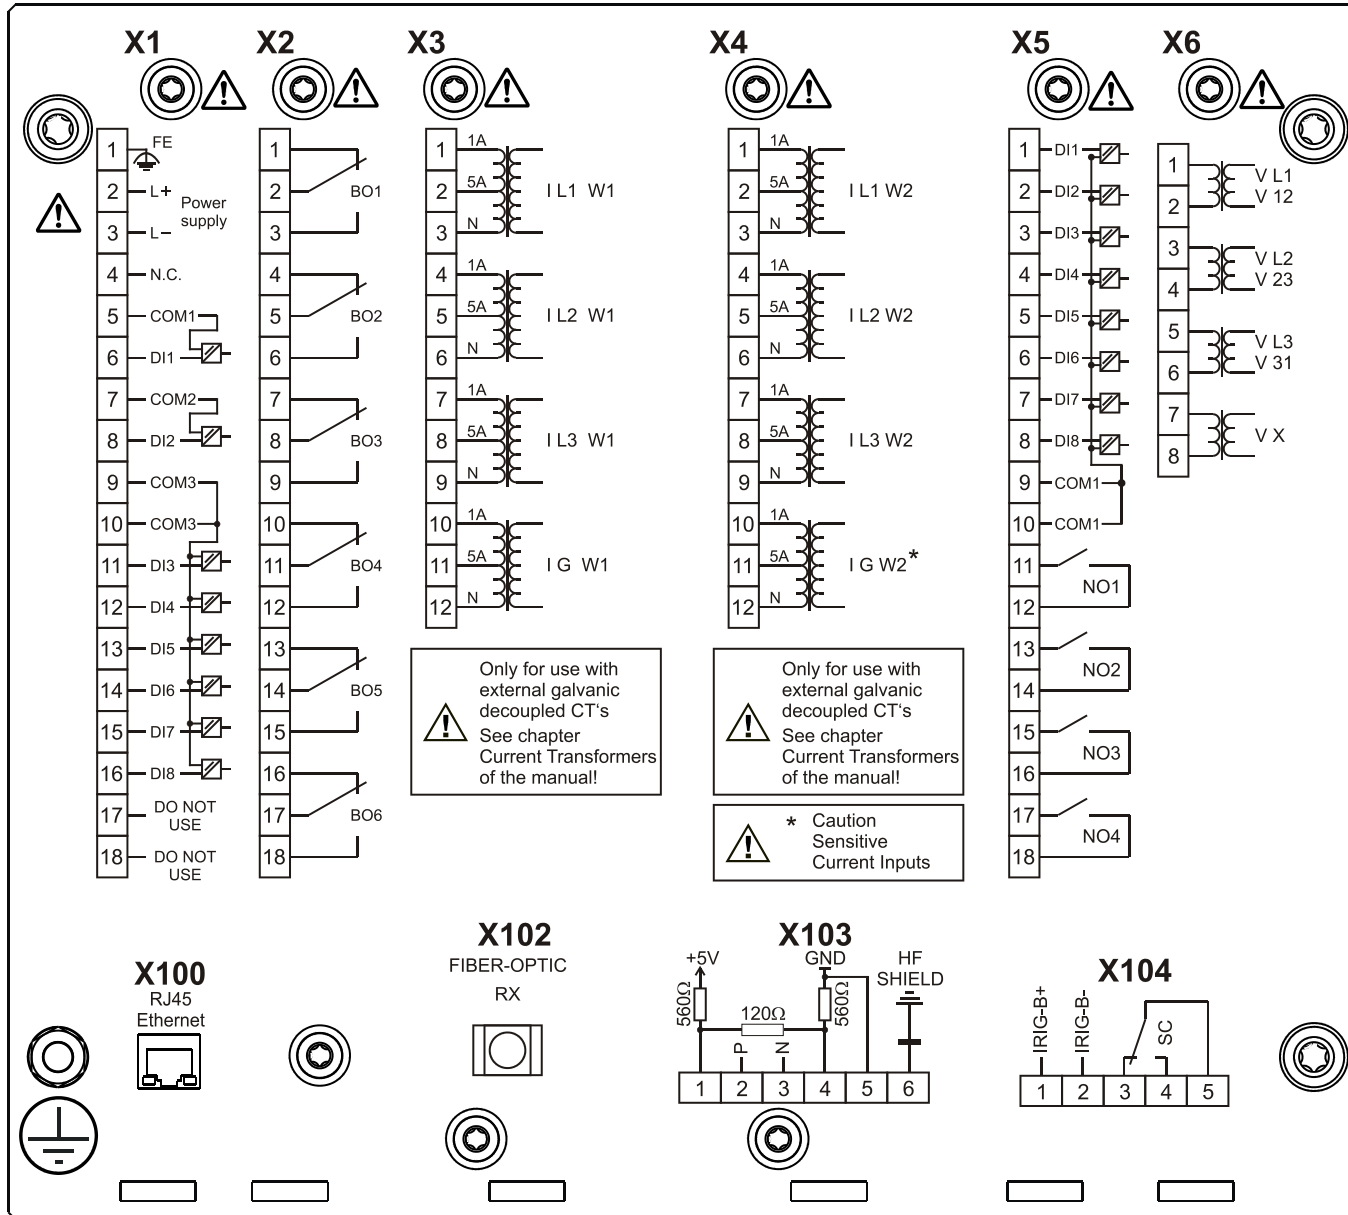 X1
X2
X3
X4
X5
X6
1 FE
2 L+
Power
supply
3 L–
4 N.C.
5 COM1
6 DI1
7 COM2
8 DI2
9 COM3
10 COM3
11 DI3
12 DI4
13 DI5
14 DI6
15 DI7
16 DI8
17 DO NOT
USE
18 DO NOT
USE
1
2 BO1
3
4
5 BO2
6
7
8 BO3
9
10
11 BO4
12
13
14 BO5
15
16
17 BO6
18
1 1A
2 5A I L1 W1
3 N
4 1A
5 5A I L2 W1
6 N
7 1A
8 5A I L3 W1
9 N
10 1A
11 5A I G W1
12 N
Only for use with
external galvanic
decoupled CT‘s
See chapter
Current Transformers
of the manual!
1 1A
2 5A I L1 W2
3 N
4 1A
5 5A I L2 W2
6 N
7 1A
8 5A I L3 W2
9 N
10 1A
11 5A I G W2*
12 N
Only for use with
external galvanic
decoupled CT‘s
See chapter
Current Transformers
of the manual!
* Caution
Sensitive
Current Inputs
1 DI1
2 DI2
3 DI3
4 DI4
5 DI5
6 DI6
7 DI7
8 DI8
9 COM1
10 COM1
11
NO1
12
13
NO2
14
15
NO3
16
17
NO4
18
1 V L1
2 V 12
3 V L2
4 V 23
5 V L3
6 V 31
7
V X
8
X100
RJ45
Ethernet
X102
FIBER-OPTIC
RX
X103
+5V
GND
HF
SHIELD
560Ω
120Ω
560Ω
P
N
1 2 3 4 5 6
X104
IRIG-B+
IRIG-B-
SC
1 2 3 4 5